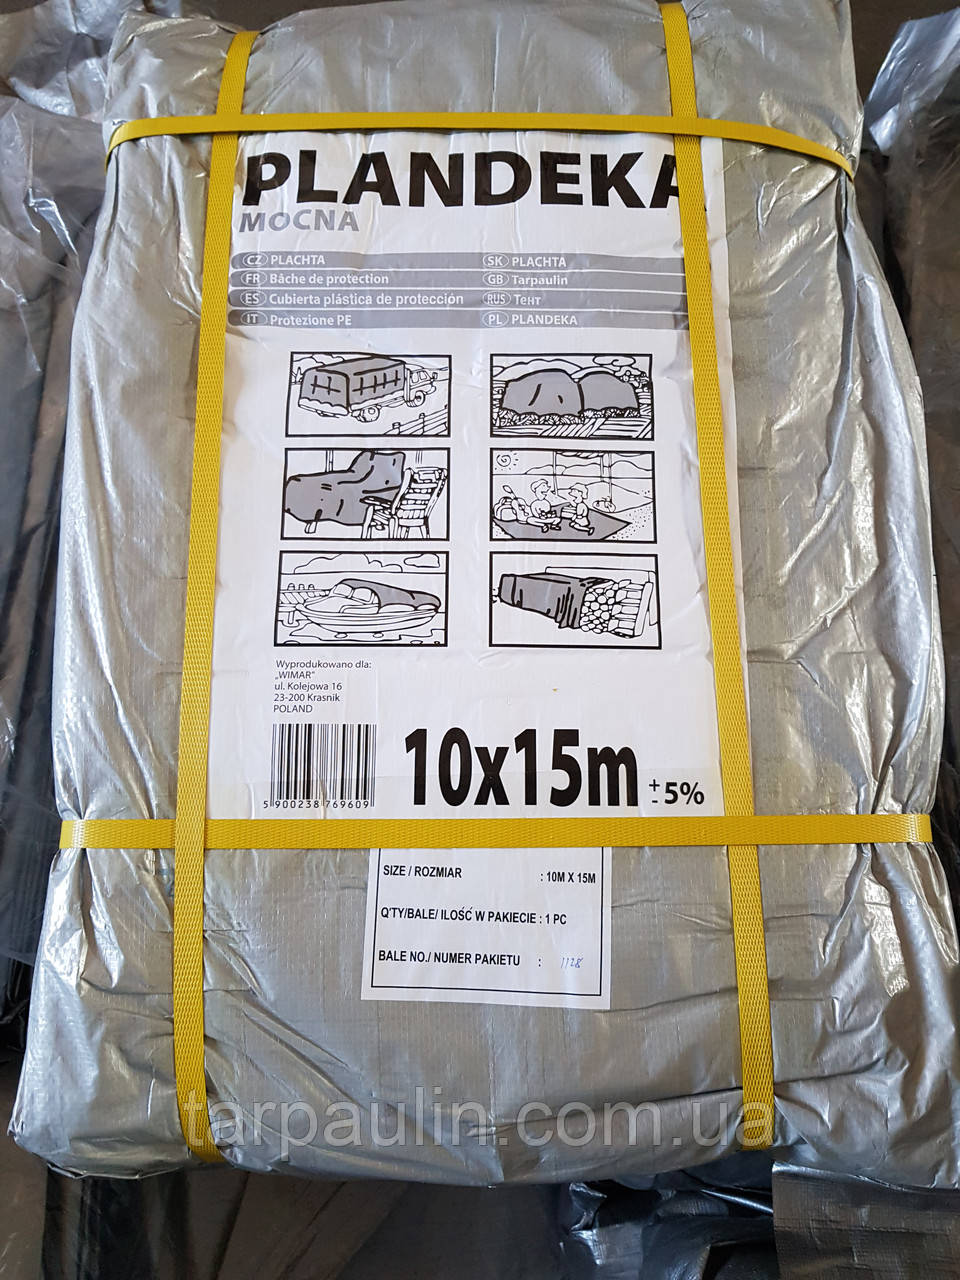 PLANDEKA
MOCNA
CZ PLACHTA
SK PLACHTA
FR Bâche de protection
GB Tarpaulin
ES Cubierta plástica de protección
RUS Тент
IT Protezione PE
PL PLANDEKA
Wyprodukowano dla:
„WIMAR"
ul. Kolejowa 16
23-200 Krasnik
POLAND
5 900238 769609
10x15m +- 5%
SIZE / ROZMIAR : 10M X 15M
Q'TY/BALE/ ILOŚĆ W PAKIECIE : 1 PC
BALE NO./ NUMER PAKIETU : 1128
tarpaulin.com.ua